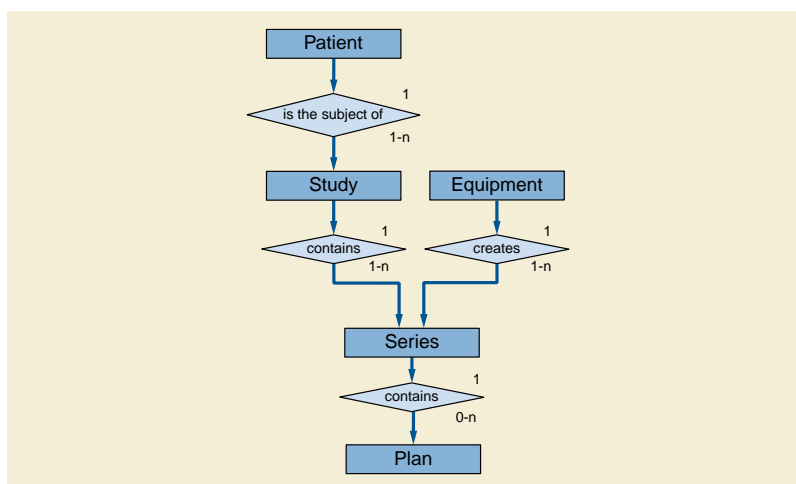 Patient
1
is the subject of
1-n
Study
Equipment
1
1
contains
creates
1-n
1-n
Series
1
contains
0-n
Plan